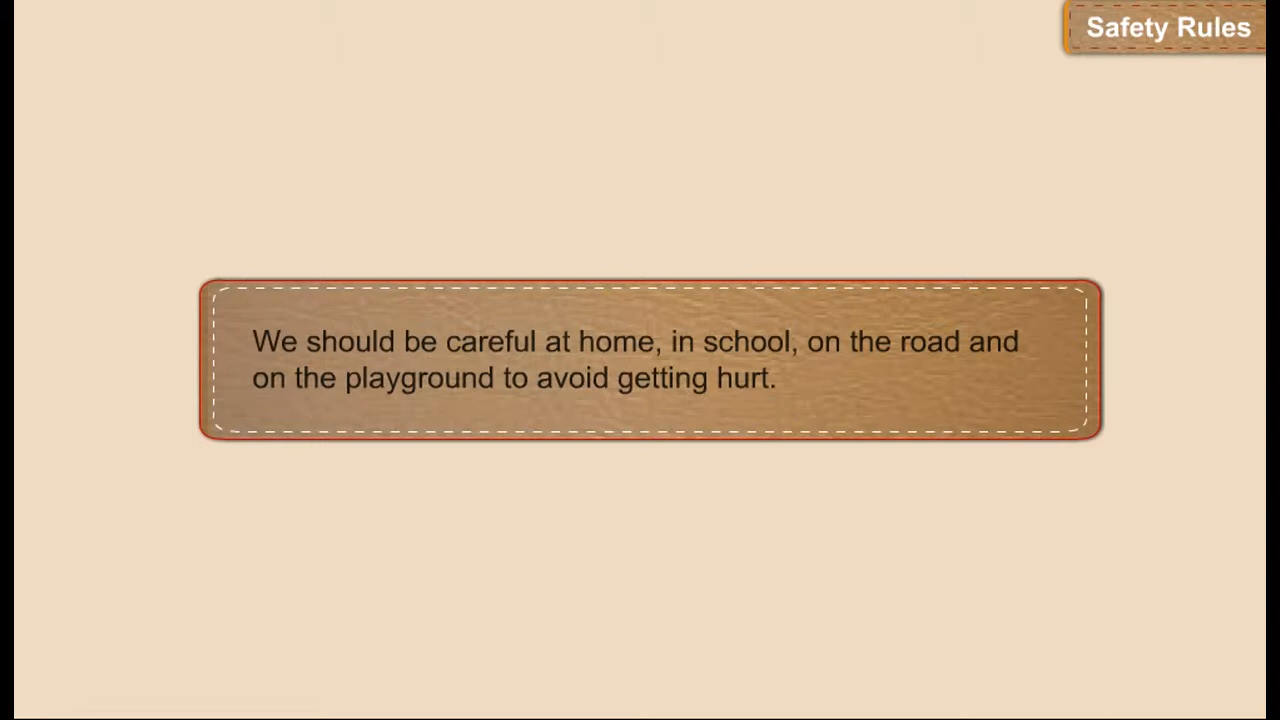 Safety Rules
We should be careful at home, in school, on the road and
on the playground to avoid getting hurt.